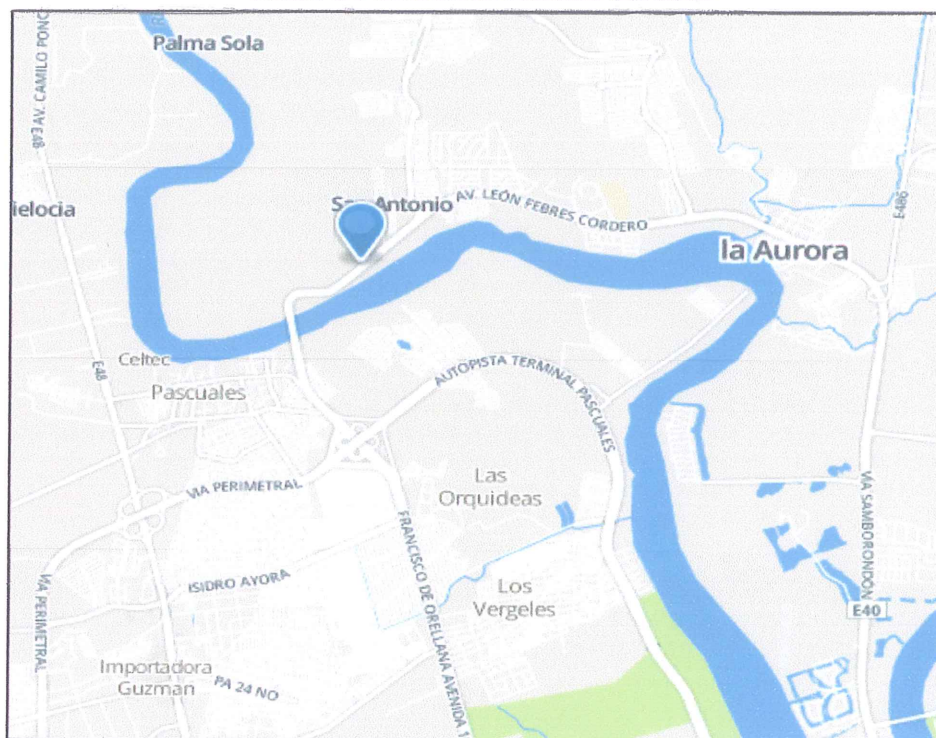 Palma Sola
E48 AV. CAMILO PONC
ielocia
San Antonio
AV. LEÓN FEBRES CORDERO
E486
la Aurora
Celtec
E48
Pascuales
AUTOPISTA TERMINAL PASCUALES
VIA PERIMETRAL
Las
Orquideas
VIA SAMBORONDÓN
ISIDRO AYORA
FRANCISCO DE ORELLANA AVENIDA 1
Los
Vergeles
E40
VIA PERIMETRAL
Importadora
Guzman
PA 24 NO